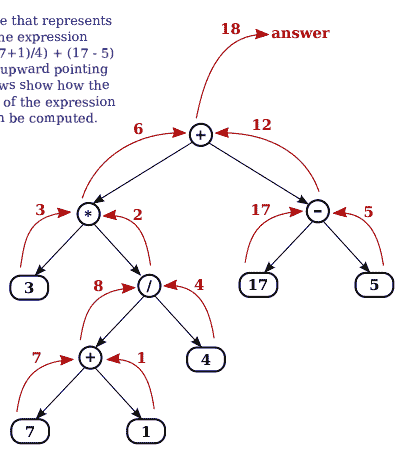 e that represents
e expression
7+1)/4) + (17 - 5)
upward pointing
ws show how the
of the expression
be computed.
18
answer
6
12
+
3
2
17
5
*
-
3
8
4
17
5
/
7
1
+
4
7
1